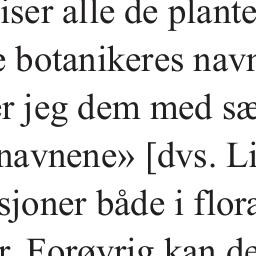 iser alle de plante
e botanikeres navn
er jeg dem med sæ
navnene» [dvs. Li
sjoner både i flora
r. Forøvrig kan de